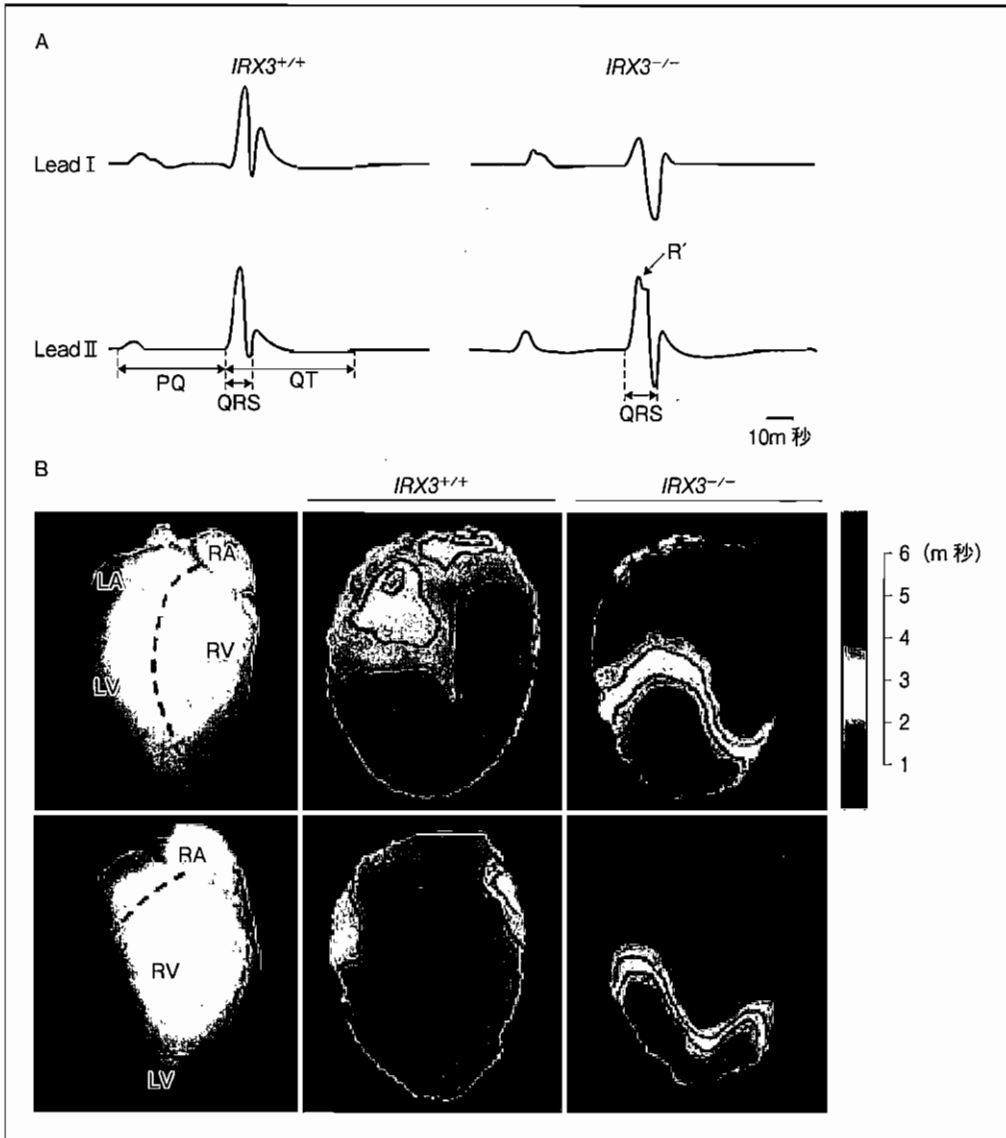 A
IRX3+/+ IRX3−/−
Lead I
R′
Lead II
PQ QT
QRS QRS
10m 秒
B
IRX3+/+ IRX3−/−
RA
LA
RV
LV
6 (m 秒)
5
4
3
2
1
RA
RV
LV